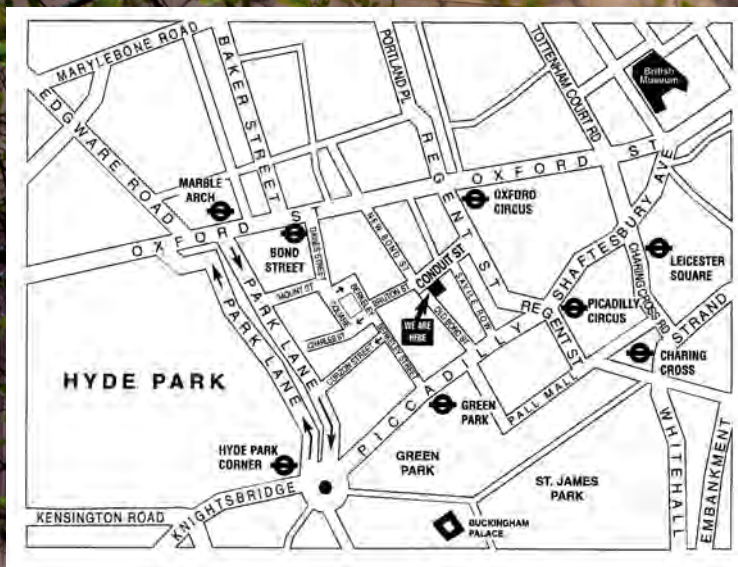 MARYLEBONE ROAD
BAKER STREET
PORTLAND PL
TOTTENHAM COURT RD
British
Museum
EDGWARE ROAD
REGENT ST
OXFORD ST
MARBLE
ARCH
OXFORD
CIRCUS
SHAFTESBURY AVE
OXFORD S
BOND
STREET
DAVIES STREET
NEW BOND ST
CONDUIT ST
LEICESTER
SQUARE
CHARING CROSS RD
PARK LANE
PARK LANE
MOUNT ST
BERKELEY
SQUARE
BRUTON ST
SAVILE ROW
OLD BOND ST
WE ARE
HERE
REGENT ST
PICADILLY
CIRCUS
STRAND
CHARLES ST
CURZON STREET
BERKELEY STREET
CHARING
CROSS
HYDE PARK
PICCADILLY
PALL MALL
GREEN
PARK
WHITEHALL
EMBANKMENT
HYDE PARK
CORNER
GREEN
PARK
ST. JAMES
PARK
KNIGHTSBRIDGE
KENSINGTON ROAD
BUCKINGHAM
PALACE